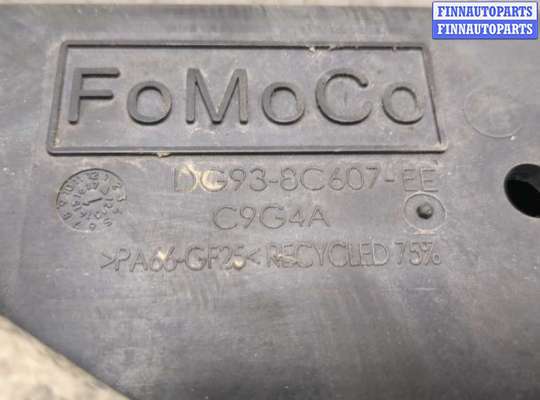 FINNAUTOPARTS
FINNAUTOPARTS
FoMoCo
DG93-8C607-EE
C9G4A
>PA66-GF25< RECYCLED 75%